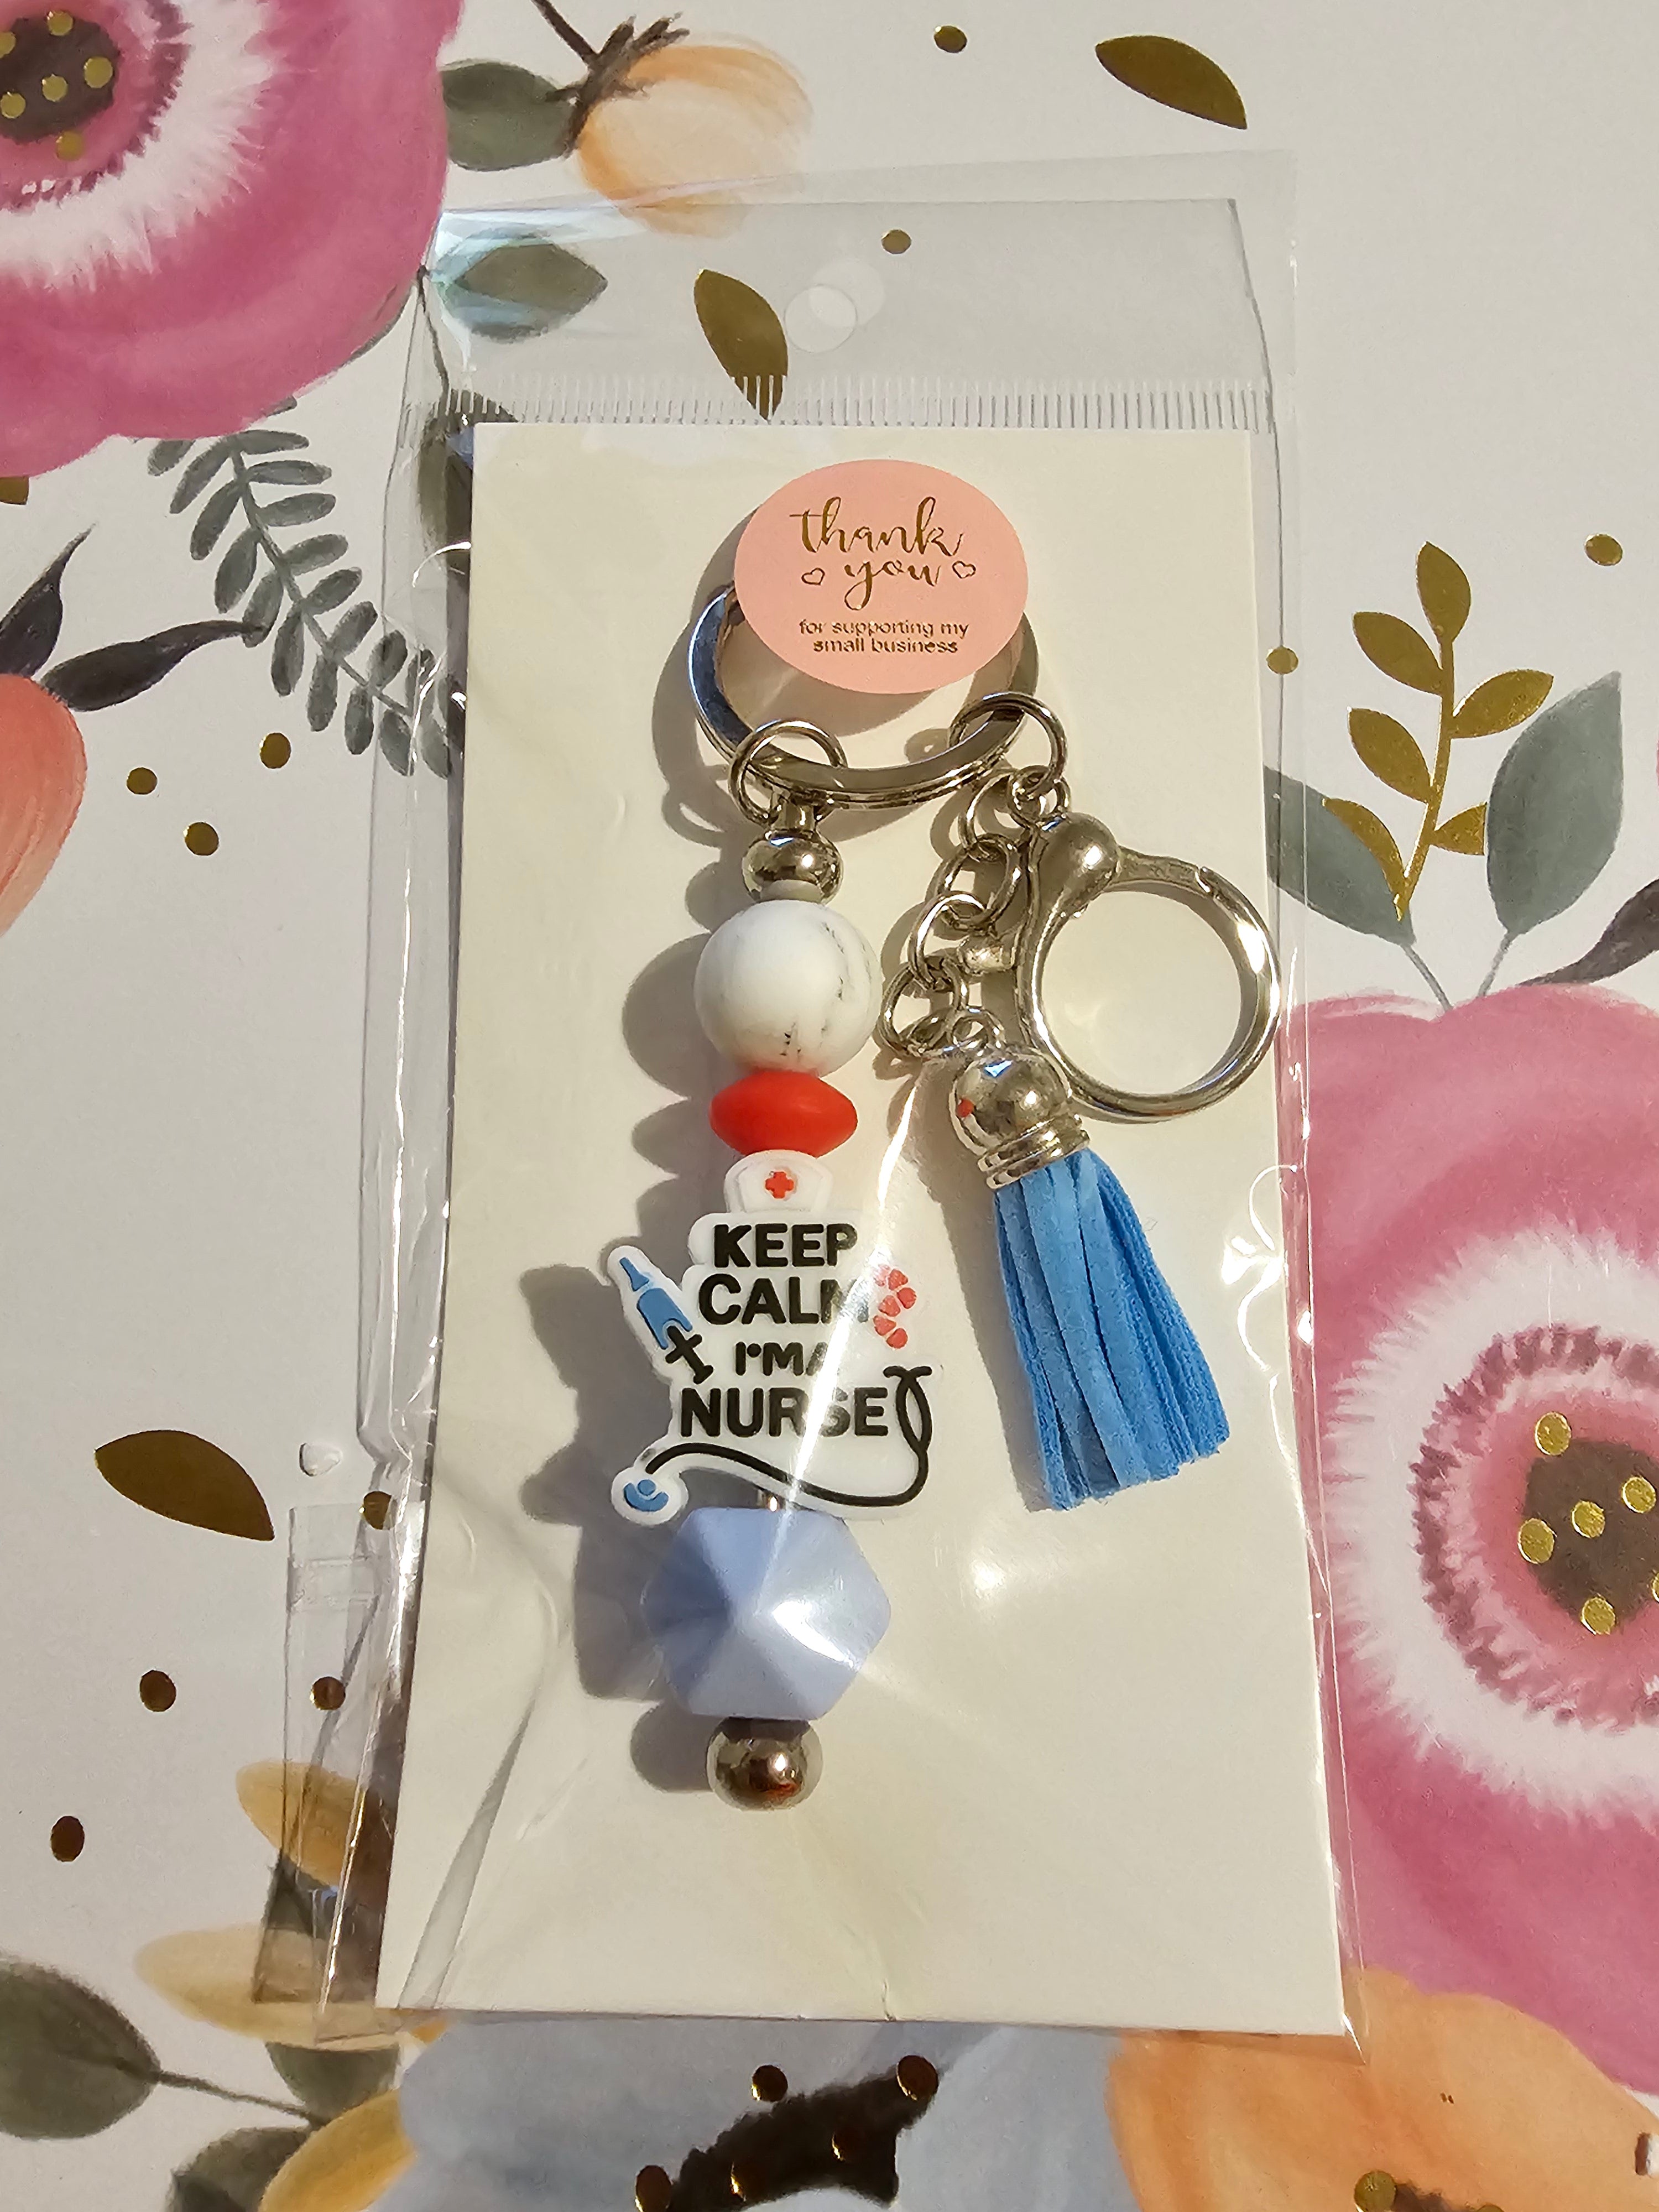 thank
you
for supporting my
small business
KEEP
CALM
I'M A
NURSE